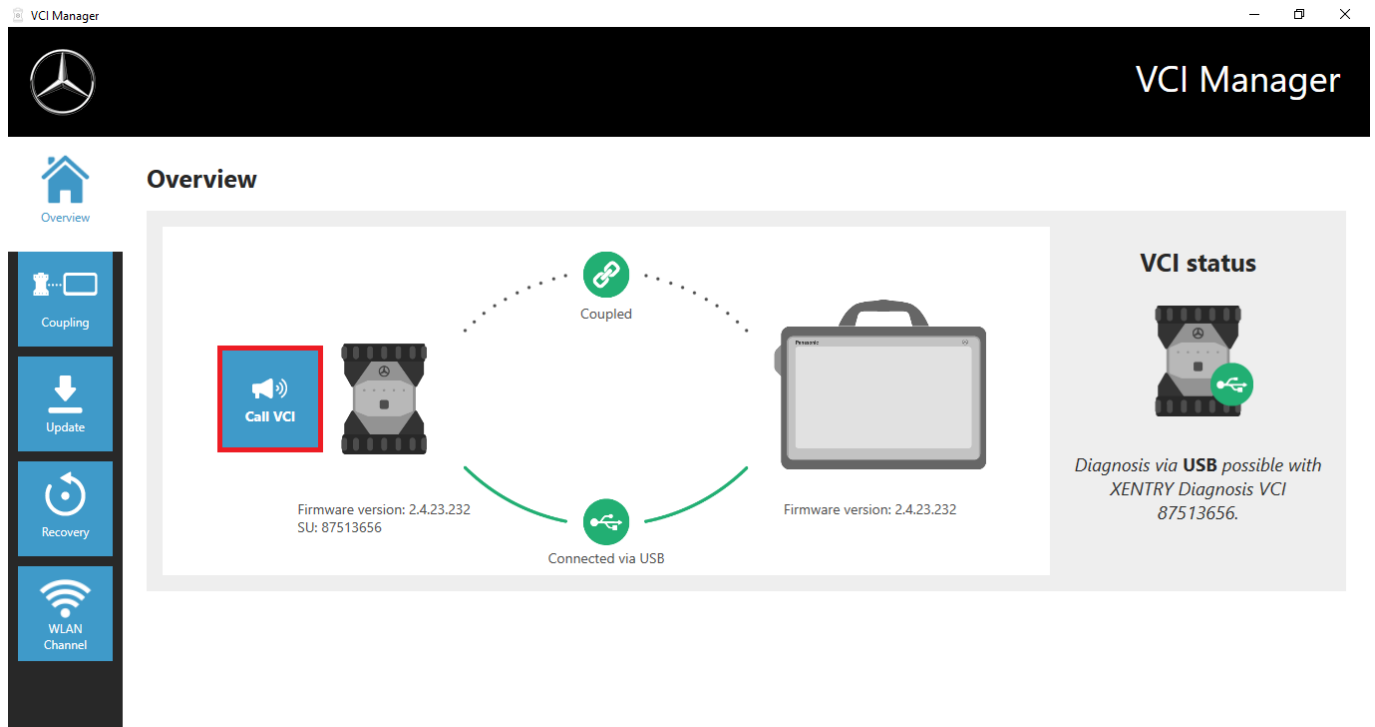 VCI Manager
VCI Manager
Overview
Coupling
Update
Recovery
WLAN
Channel
Overview
Coupled
Call VCI
Panasonic
Firmware version: 2.4.23.232
SU: 87513656
Firmware version: 2.4.23.232
Connected via USB
VCI status
Diagnosis via USB possible with
XENTRY Diagnosis VCI
87513656.